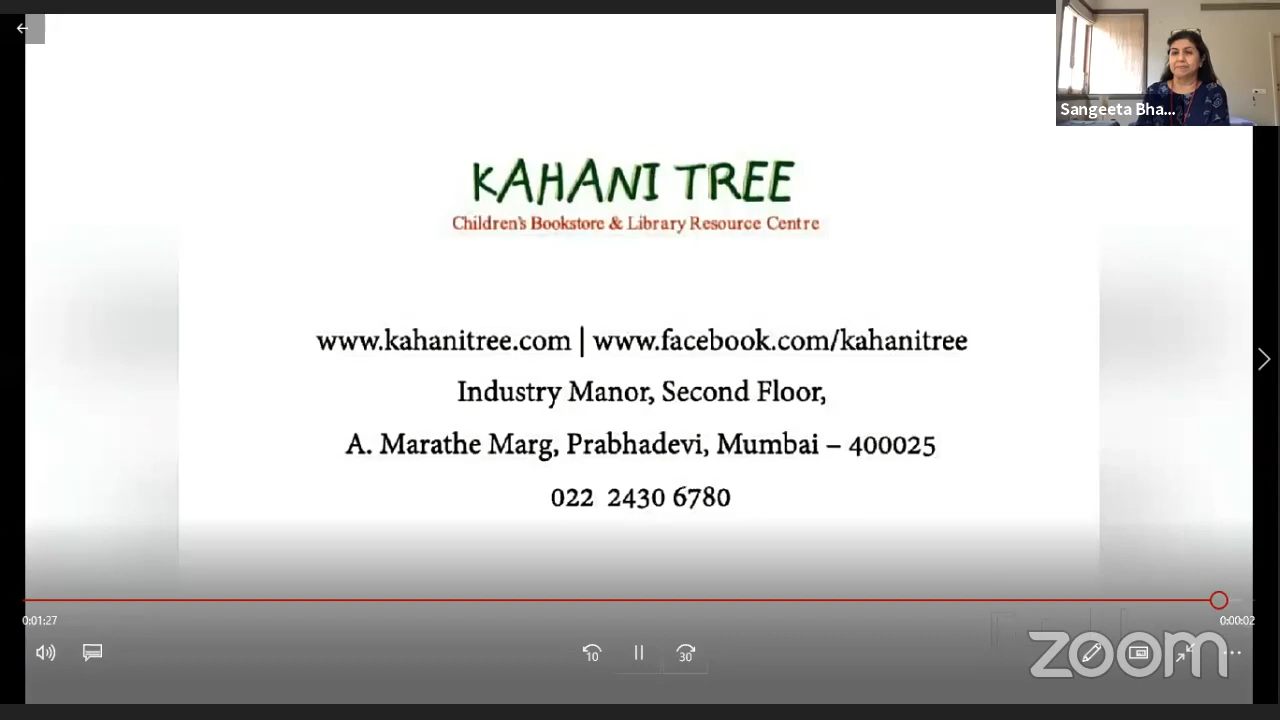 Sangeeta Bha...
KAHANI TREE
Children's Bookstore & Library Resource Centre
www.kahanitree.com | www.facebook.com/kahanitree
Industry Manor, Second Floor,
A. Marathe Marg, Prabhadevi, Mumbai – 400025
022 2430 6780
0:01:27
0:00:02
10
30
zoom